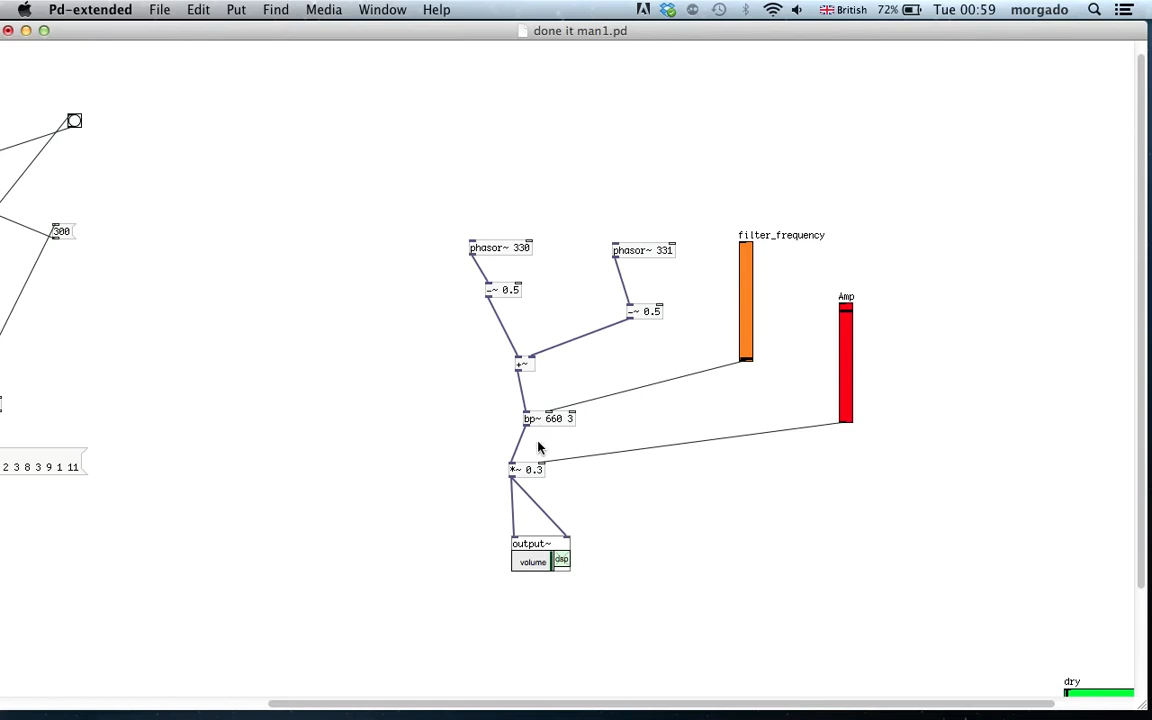 Pd-extended File Edit Put Find Media Window Help British 72% Tue 00:59 morgado
done it man1.pd
300
filter_frequency
phasor~ 330
phasor~ 331
-~ 0.5
Amp
-~ 0.5
+~
bp~ 660 3
2 3 8 3 9 1 11
*~ 0.3
output~
volume
dsp
dry